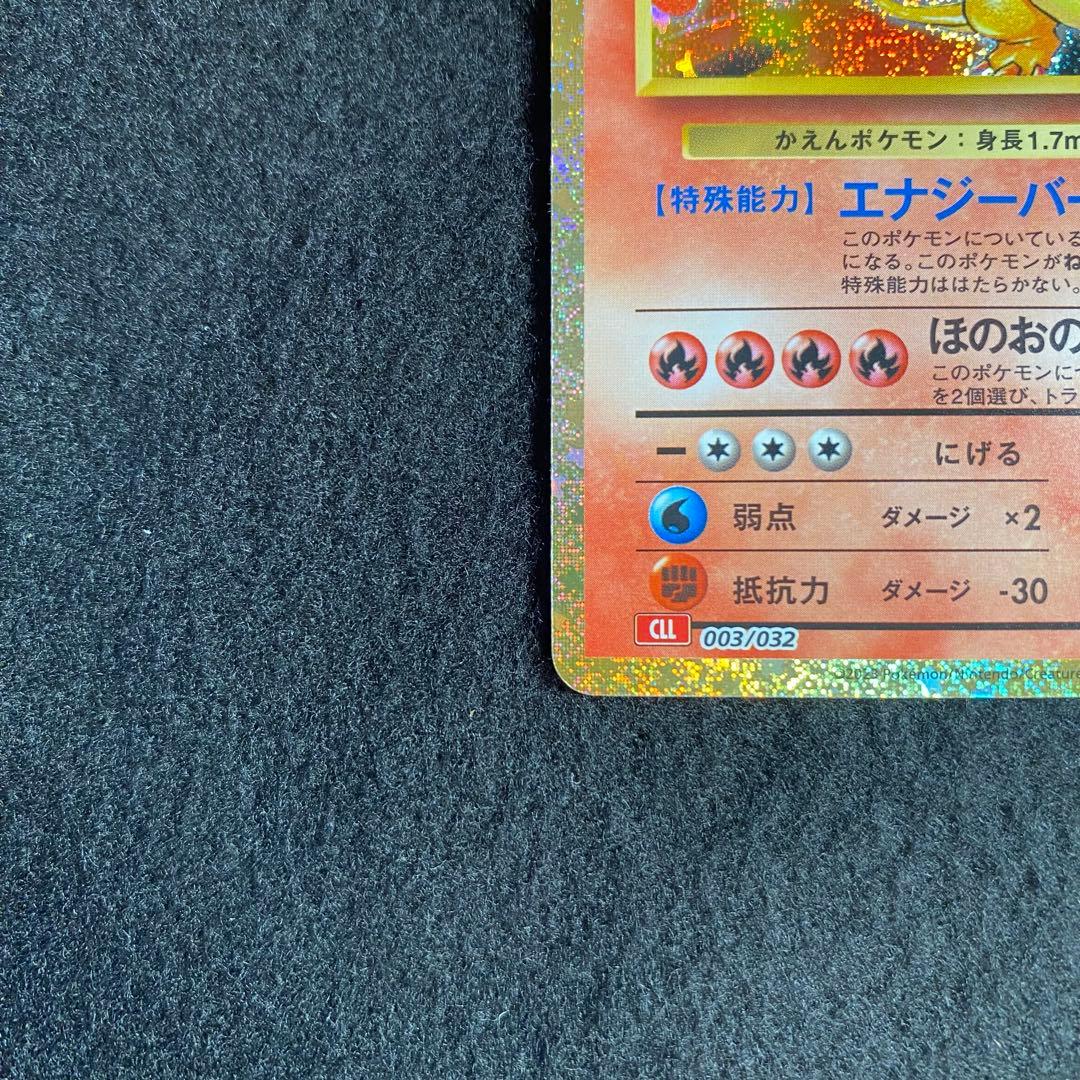 かえんポケモン：身長1.7m
【特殊能力】 エナジーバー
このポケモンについている
になる。このポケモンがね
特殊能力ははたらかない。
ほのおの
このポケモンにつ
を2個選び、トラ
ー にげる
弱点 ダメージ ×2
抵抗力 ダメージ -30
CLL 003/032
©2023 Pokémon/Nintendo/Creature